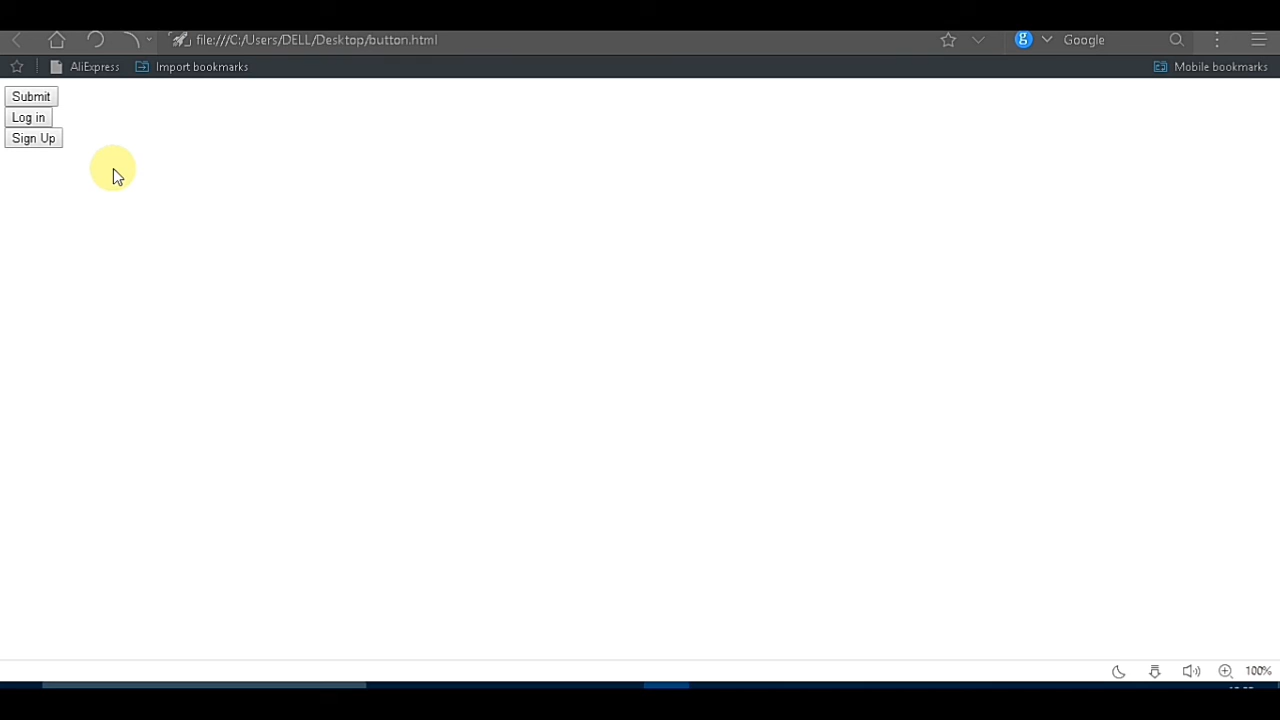 file:///C:/Users/DELL/Desktop/button.html
g Google
AliExpress Import bookmarks Mobile bookmarks
Submit
Log in
Sign Up
100%